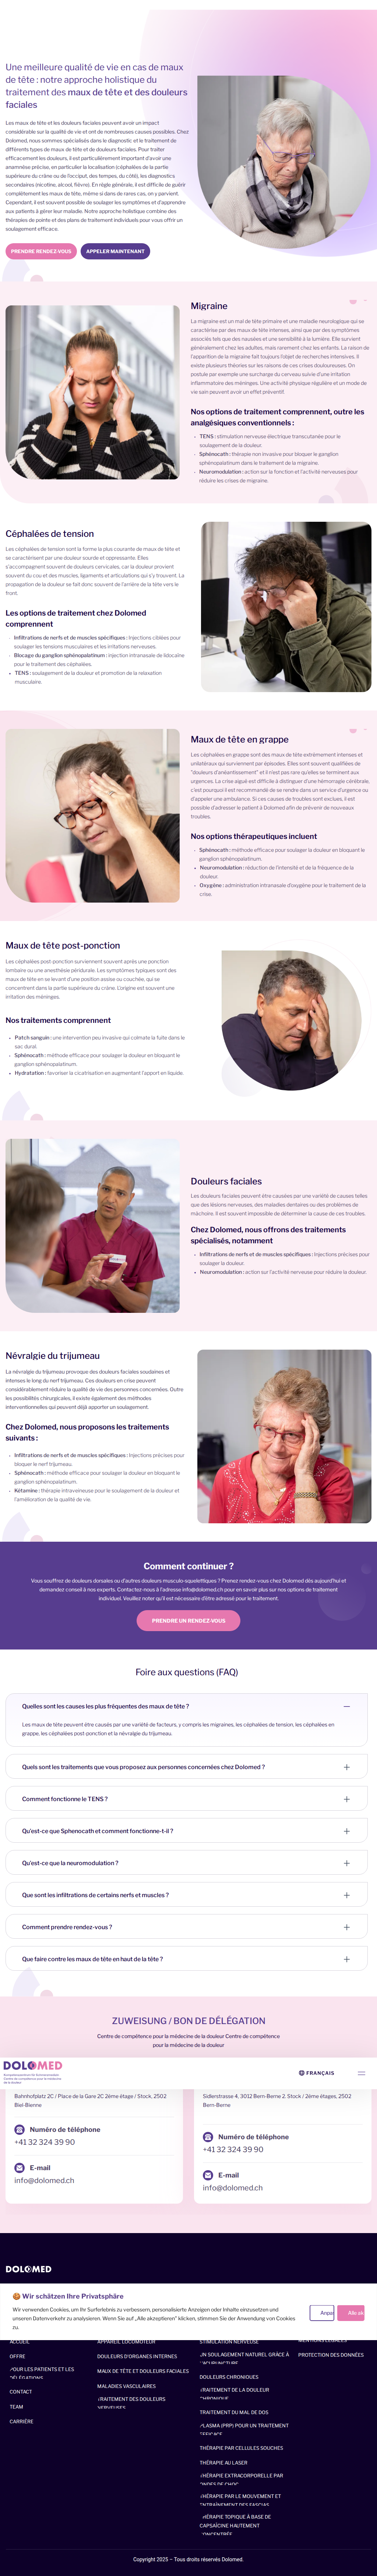 Une meilleure qualité de vie en cas de maux
de tête : notre approche holistique du
traitement des maux de tête et des douleurs
faciales
Les maux de tête et les douleurs faciales peuvent avoir un impact
considérable sur la qualité de vie et ont de nombreuses causes possibles. Chez
Dolomed, nous sommes spécialisés dans le diagnostic et le traitement de
différents types de maux de tête et de douleurs faciales. Pour traiter
efficacement les douleurs, il est particulièrement important d'avoir une
anamnèse précise, en particulier la localisation (céphalées de la partie
supérieure du crâne ou de l'occiput, des tempes, du côté), les diagnostics
secondaires (nicotine, alcool, fièvre). En règle générale, il est difficile de guérir
complètement les maux de tête, même si dans de rares cas, on y parvient.
Cependant, il est souvent possible de soulager les symptômes et d'apprendre
aux patients à gérer leur maladie. Notre approche holistique combine des
thérapies de pointe et des plans de traitement individuels pour vous offrir un
soulagement efficace.
PRENDRE RENDEZ-VOUS
APPELER MAINTENANT
Migraine
La migraine est un mal de tête primaire et une maladie neurologique qui se
caractérise par des maux de tête intenses, ainsi que par des symptômes
associés tels que des nausées et une sensibilité à la lumière. Elle survient
généralement chez les adultes, mais rarement chez les enfants. La raison de
l'apparition de la migraine fait toujours l'objet de recherches intensives. Il
existe plusieurs théories sur les raisons de ces crises douloureuses. On
postule par exemple une surcharge du cerveau suivie d'une irritation
inflammatoire des méninges. Une activité physique régulière et un mode de
vie sain peuvent avoir un effet préventif.
Nos options de traitement comprennent, outre les
analgésiques conventionnels :
TENS : stimulation nerveuse électrique transcutanée pour le
soulagement de la douleur.
Sphénocath : thérapie non invasive pour bloquer le ganglion
sphénopalatinum dans le traitement de la migraine.
Neuromodulation : action sur la fonction et l'activité nerveuses pour
réduire les crises de migraine.
Céphalées de tension
Les céphalées de tension sont la forme la plus courante de maux de tête et
se caractérisent par une douleur sourde et oppressante. Elles
s'accompagnent souvent de douleurs cervicales, car la douleur provient
souvent du cou et des muscles, ligaments et articulations qui s'y trouvent. La
propagation de la douleur se fait donc souvent de l'arrière de la tête vers le
front.
Les options de traitement chez Dolomed
comprennent
Infiltrations de nerfs et de muscles spécifiques : Injections ciblées pour
soulager les tensions musculaires et les irritations nerveuses.
Blocage du ganglion sphénopalatinum : injection intranasale de lidocaïne
pour le traitement des céphalées.
TENS : soulagement de la douleur et promotion de la relaxation
musculaire.
Maux de tête en grappe
Les céphalées en grappe sont des maux de tête extrêmement intenses et
unilatéraux qui surviennent par épisodes. Elles sont souvent qualifiées de
"douleurs d'anéantissement" et il n'est pas rare qu'elles se terminent aux
urgences. La crise aiguë est difficile à distinguer d'une hémorragie cérébrale,
c'est pourquoi il est recommandé de se rendre dans un service d'urgence ou
d'appeler une ambulance. Si ces causes de troubles sont exclues, il est
possible d'adresser le patient à Dolomed afin de prévenir de nouveaux
troubles.
Nos options thérapeutiques incluent
Sphénocath : méthode efficace pour soulager la douleur en bloquant le
ganglion sphénopalatinum.
Neuromodulation : réduction de l'intensité et de la fréquence de la
douleur.
Oxygène : administration intranasale d'oxygène pour le traitement de la
crise.
Maux de tête post-ponction
Les céphalées post-ponction surviennent souvent après une ponction
lombaire ou une anesthésie péridurale. Les symptômes typiques sont des
maux de tête en se levant d'une position assise ou couchée, qui se
concentrent dans la partie supérieure du crâne. L'origine est souvent une
irritation des méninges.
Nos traitements comprennent
Patch sanguin : une intervention peu invasive qui colmate la fuite dans le
sac dural.
Sphénocath : méthode efficace pour soulager la douleur en bloquant le
ganglion sphénopalatinum.
Hydratation : favoriser la cicatrisation en augmentant l'apport en liquide.
Douleurs faciales
Les douleurs faciales peuvent être causées par une variété de causes telles
que des lésions nerveuses, des maladies dentaires ou des problèmes de
mâchoire. Il est souvent impossible de déterminer la cause de ces troubles.
Chez Dolomed, nous offrons des traitements
spécialisés, notamment
Infiltrations de nerfs et de muscles spécifiques : Injections précises pour
soulager la douleur.
Neuromodulation : action sur l'activité nerveuse pour réduire la douleur.
Névralgie du trijumeau
La névralgie du trijumeau provoque des douleurs faciales soudaines et
intenses le long du nerf trijumeau. Ces douleurs en crise peuvent
considérablement réduire la qualité de vie des personnes concernées. Outre
les possibilités chirurgicales, il existe également des méthodes
interventionnelles qui peuvent déjà apporter un soulagement.
Chez Dolomed, nous proposons les traitements
suivants :
Infiltrations de nerfs et de muscles spécifiques : Injections précises pour
bloquer le nerf trijumeau.
Sphénocath : méthode efficace pour soulager la douleur en bloquant le
ganglion sphénopalatinum.
Kétamine : thérapie intraveineuse pour le soulagement de la douleur et
l'amélioration de la qualité de vie.
Comment continuer ?
Vous souffrez de douleurs dorsales ou d'autres douleurs musculo-squelettiques ? Prenez rendez-vous chez Dolomed dès aujourd'hui et
demandez conseil à nos experts. Contactez-nous à l'adresse info@dolomed.ch pour en savoir plus sur nos options de traitement
individuel. Veuillez noter qu'il est nécessaire d'être adressé pour le traitement.
PRENDRE UN RENDEZ-VOUS
Foire aux questions (FAQ)
Quelles sont les causes les plus fréquentes des maux de tête ?
Les maux de tête peuvent être causés par une variété de facteurs, y compris les migraines, les céphalées de tension, les céphalées en
grappe, les céphalées post-ponction et la névralgie du trijumeau.
Quels sont les traitements que vous proposez aux personnes concernées chez Dolomed ?
Comment fonctionne le TENS ?
Qu'est-ce que Sphenocath et comment fonctionne-t-il ?
Qu'est-ce que la neuromodulation ?
Que sont les infiltrations de certains nerfs et muscles ?
Comment prendre rendez-vous ?
Que faire contre les maux de tête en haut de la tête ?
ZUWEISUNG / BON DE DÉLÉGATION
Centre de compétence pour la médecine de la douleur Centre de compétence
pour la médecine de la douleur
DOLOMED
FRANÇAIS
Bahnhofplatz 2C / Place de la Gare 2C 2ème étage / Stock, 2502
Biel-Bienne
Numéro de téléphone
+41 32 324 39 90
E-mail
info@dolomed.ch
Sidlerstrasse 4, 3012 Bern-Berne 2. Stock / 2ème étages, 2502
Bern-Berne
Numéro de téléphone
+41 32 324 39 90
E-mail
info@dolomed.ch
DOLOMED
Wir schätzen Ihre Privatsphäre
Wir verwenden Cookies, um Ihr Surferlebnis zu verbessern, personalisierte Anzeigen oder Inhalte einzusetzen und
unseren Datenverkehr zu analysieren. Wenn Sie auf „Alle akzeptieren" klicken, stimmen Sie der Anwendung von Cookies
zu.
ACCUEIL
OFFRE
POUR LES PATIENTS ET LES
DÉLÉGATIONS
CONTACT
TEAM
CARRIÈRE
APPAREIL LOCOMOTEUR
DOULEURS D'ORGANES INTERNES
MAUX DE TÊTE ET DOULEURS FACIALES
MALADIES VASCULAIRES
TRAITEMENT DES DOULEURS
NERVEUSES
STIMULATION NERVEUSE
UN SOULAGEMENT NATUREL GRÂCE À
L'ACUPUNCTURE
DOULEURS CHRONIQUES
TRAITEMENT DE LA DOULEUR
CHRONIQUE
TRAITEMENT DU MAL DE DOS
PLASMA (PRP) POUR UN TRAITEMENT
EFFICACE
THÉRAPIE PAR CELLULES SOUCHES
THÉRAPIE AU LASER
THÉRAPIE EXTRACORPORELLE PAR
ONDES DE CHOC
THÉRAPIE PAR LE MOUVEMENT ET
ENTRAÎNEMENT DES FASCIAS
THÉRAPIE TOPIQUE À BASE DE
CAPSAÏCINE HAUTEMENT
CONCENTRÉE
MENTIONS LÉGALES
PROTECTION DES DONNÉES
Copyright 2025 – Tous droits réservés Dolomed.